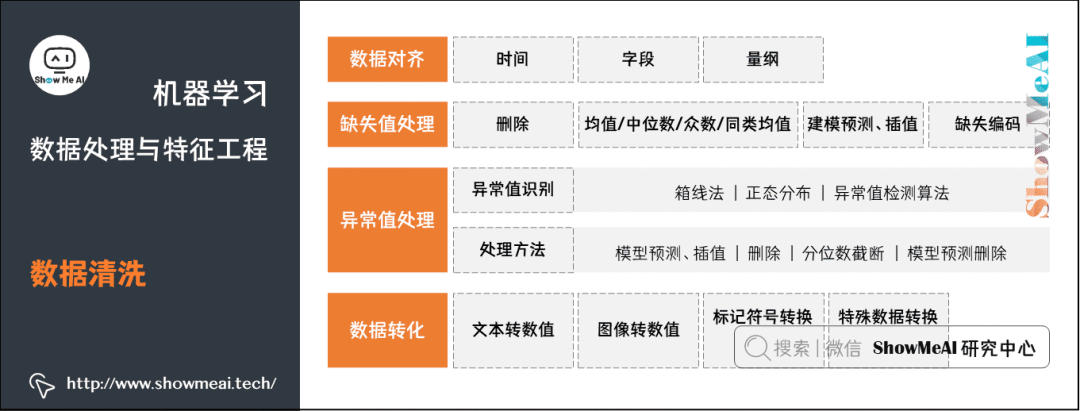 Show Me AI
机器学习
数据处理与特征工程
数据清洗
http://www.showmeai.tech/
数据对齐
时间
字段
量纲
缺失值处理
删除
均值/中位数/众数/同类均值
建模预测、插值
缺失编码
异常值处理
异常值识别
箱线法 | 正态分布 | 异常值检测算法
处理方法
模型预测、插值 | 删除 | 分位数截断 | 模型预测删除
数据转化
文本转数值
图像转数值
标记符号转换
特殊数据转换
搜索 | 微信 ShowMeAI 研究中心
ShowMeAI